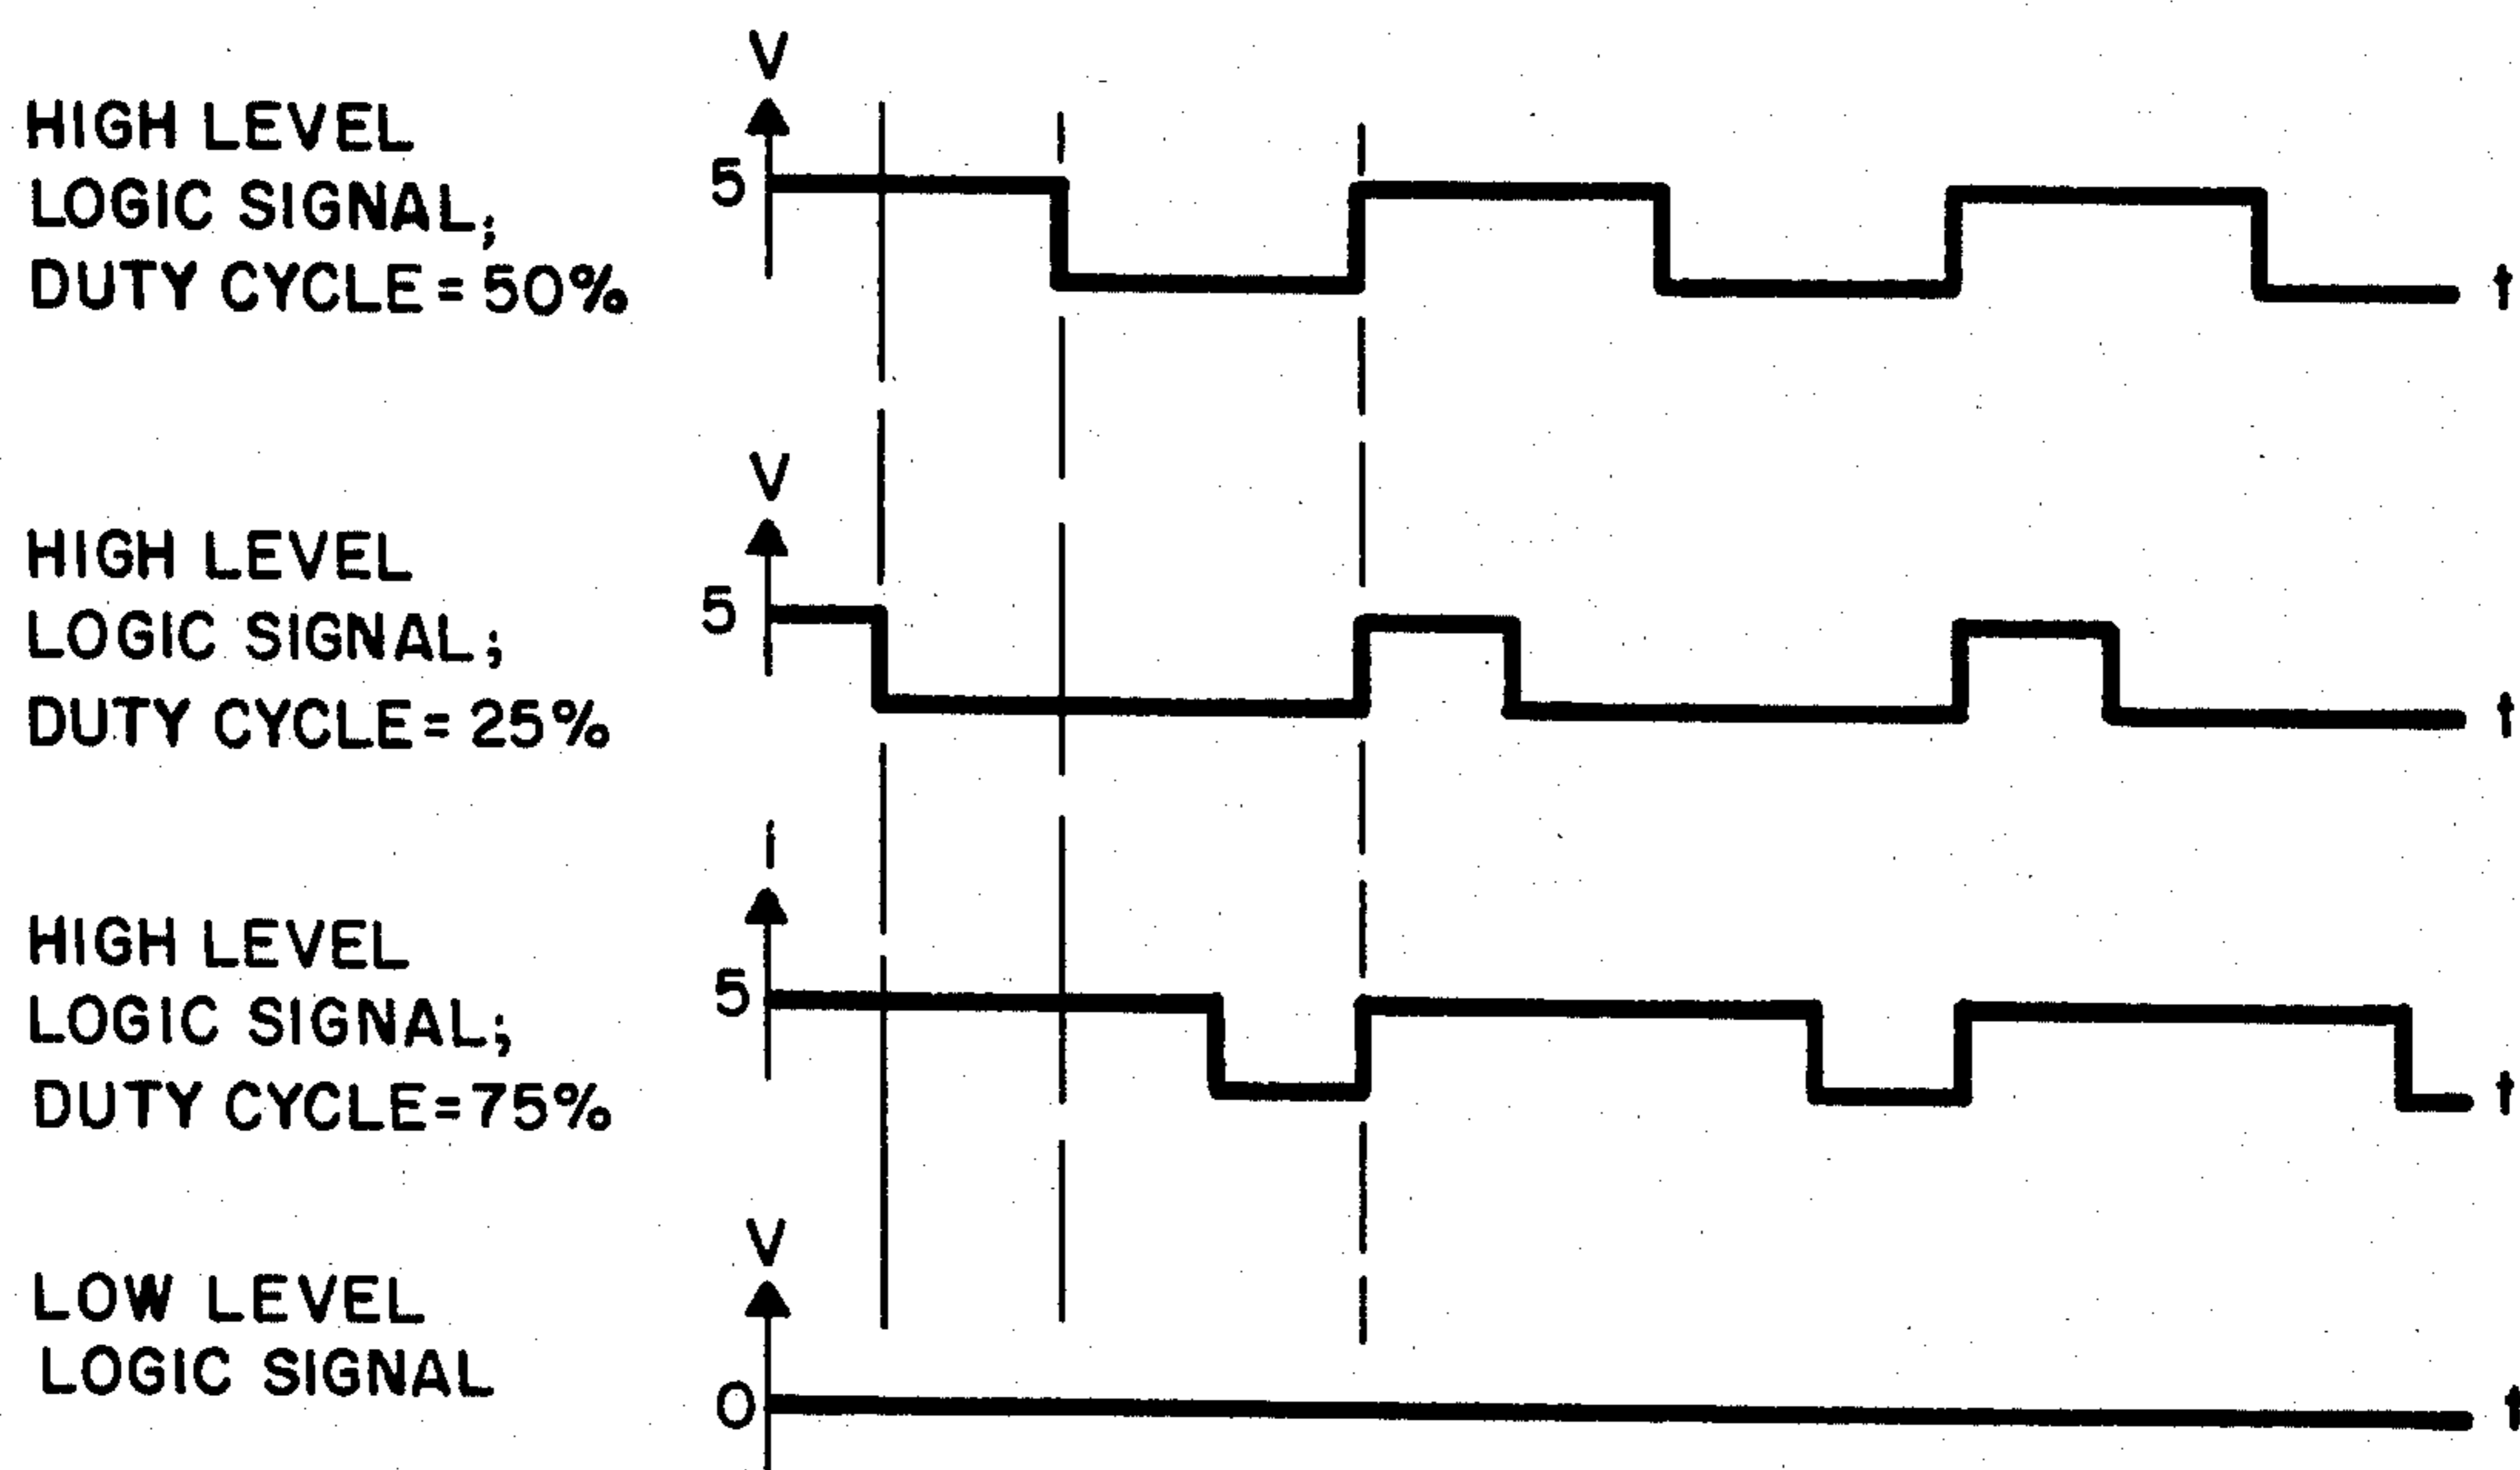 V
HIGH LEVEL
LOGIC SIGNAL;
DUTY CYCLE = 50%
5
t
V
HIGH LEVEL
LOGIC SIGNAL;
DUTY CYCLE = 25%
5
t
I
HIGH LEVEL
LOGIC SIGNAL;
DUTY CYCLE=75%
5
t
V
LOW LEVEL
LOGIC SIGNAL
0
t